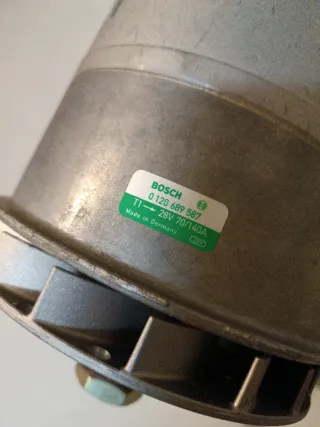 BOSCH
0 120 689 587
T1 → 28V 70/140A
Made in Germany